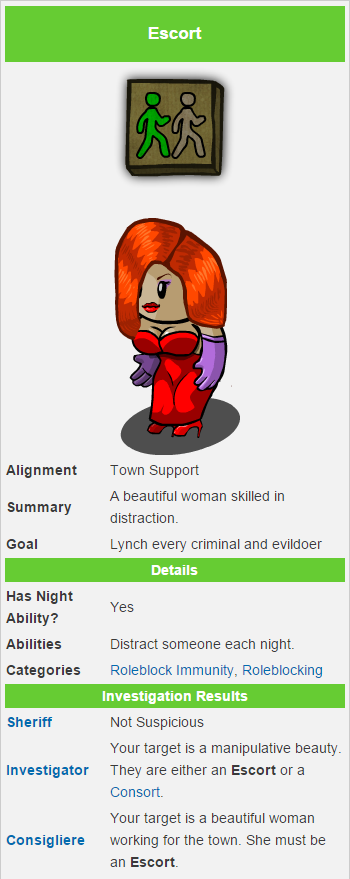 Escort
Alignment Town Support
Summary A beautiful woman skilled in
distraction.
Goal Lynch every criminal and evildoer
Details
Has Night
Ability? Yes
Abilities Distract someone each night.
Categories Roleblock Immunity, Roleblocking
Investigation Results
Sheriff Not Suspicious
Investigator Your target is a manipulative beauty.
They are either an Escort or a
Consort.
Consigliere Your target is a beautiful woman
working for the town. She must be
an Escort.